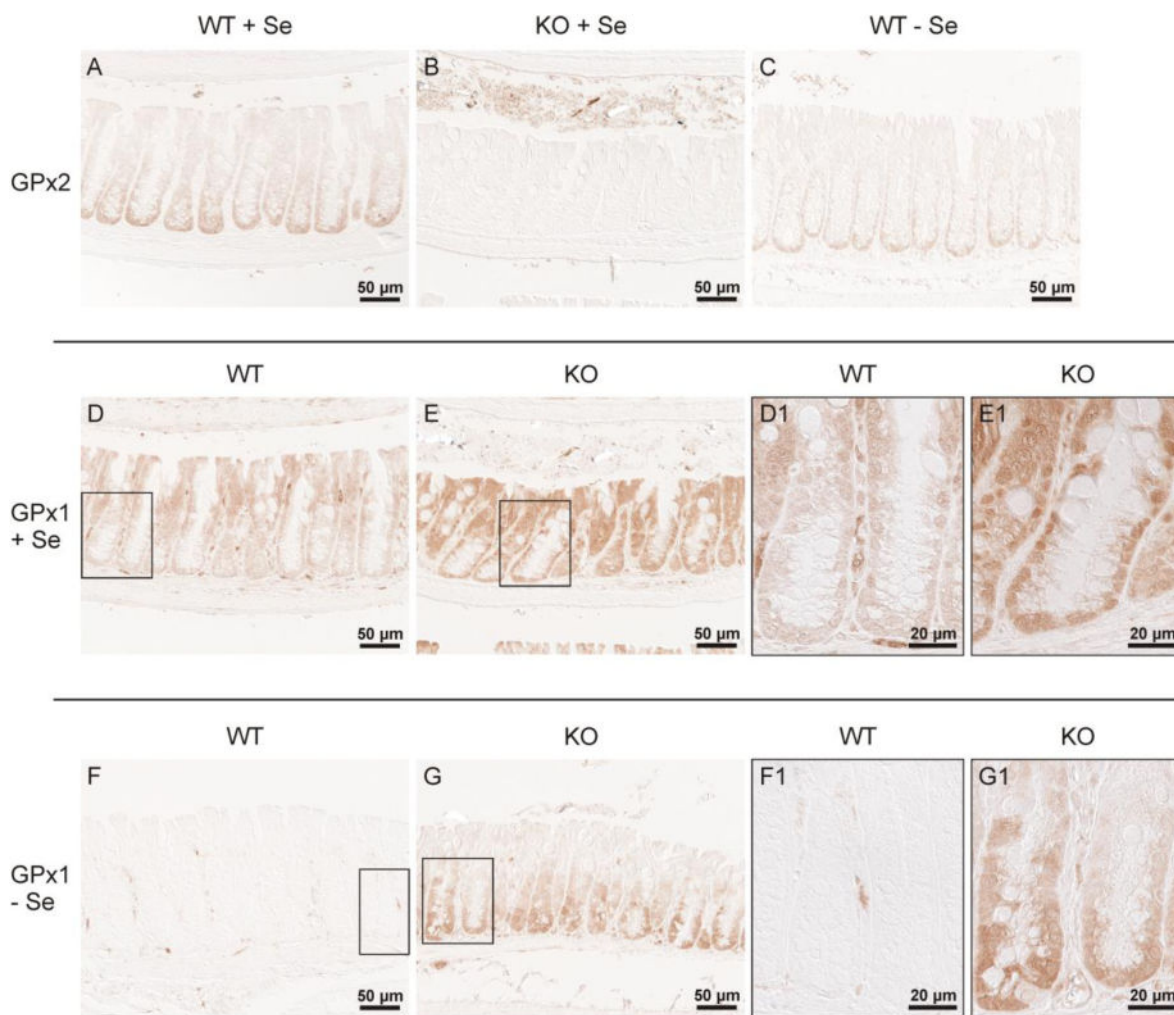 WT + Se KO + Se WT - Se
A B C
GPx2
50 µm 50 µm 50 µm
WT KO WT KO
D E D1 E1
GPx1
+ Se
50 µm 50 µm 20 µm 20 µm
WT KO WT KO
F G F1 G1
GPx1
- Se
50 µm 50 µm 20 µm 20 µm